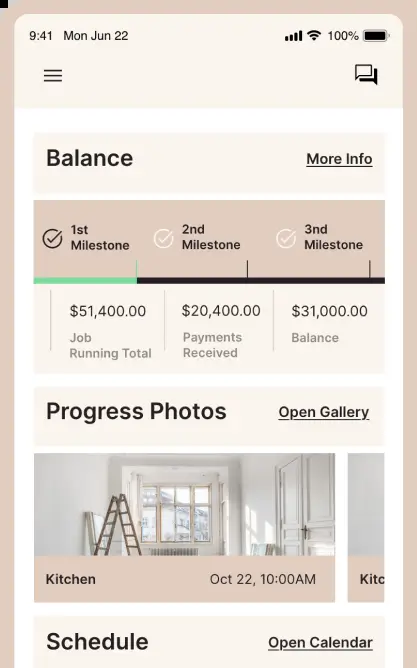 9:41 Mon Jun 22 100%
Balance More Info
1st Milestone
2nd Milestone
3rd Milestone
$51,400.00
Job
Running Total
$20,400.00
Payments
Received
$31,000.00
Balance
Progress Photos Open Gallery
Kitchen Oct 22, 10:00AM
Kitc
Schedule Open Calendar